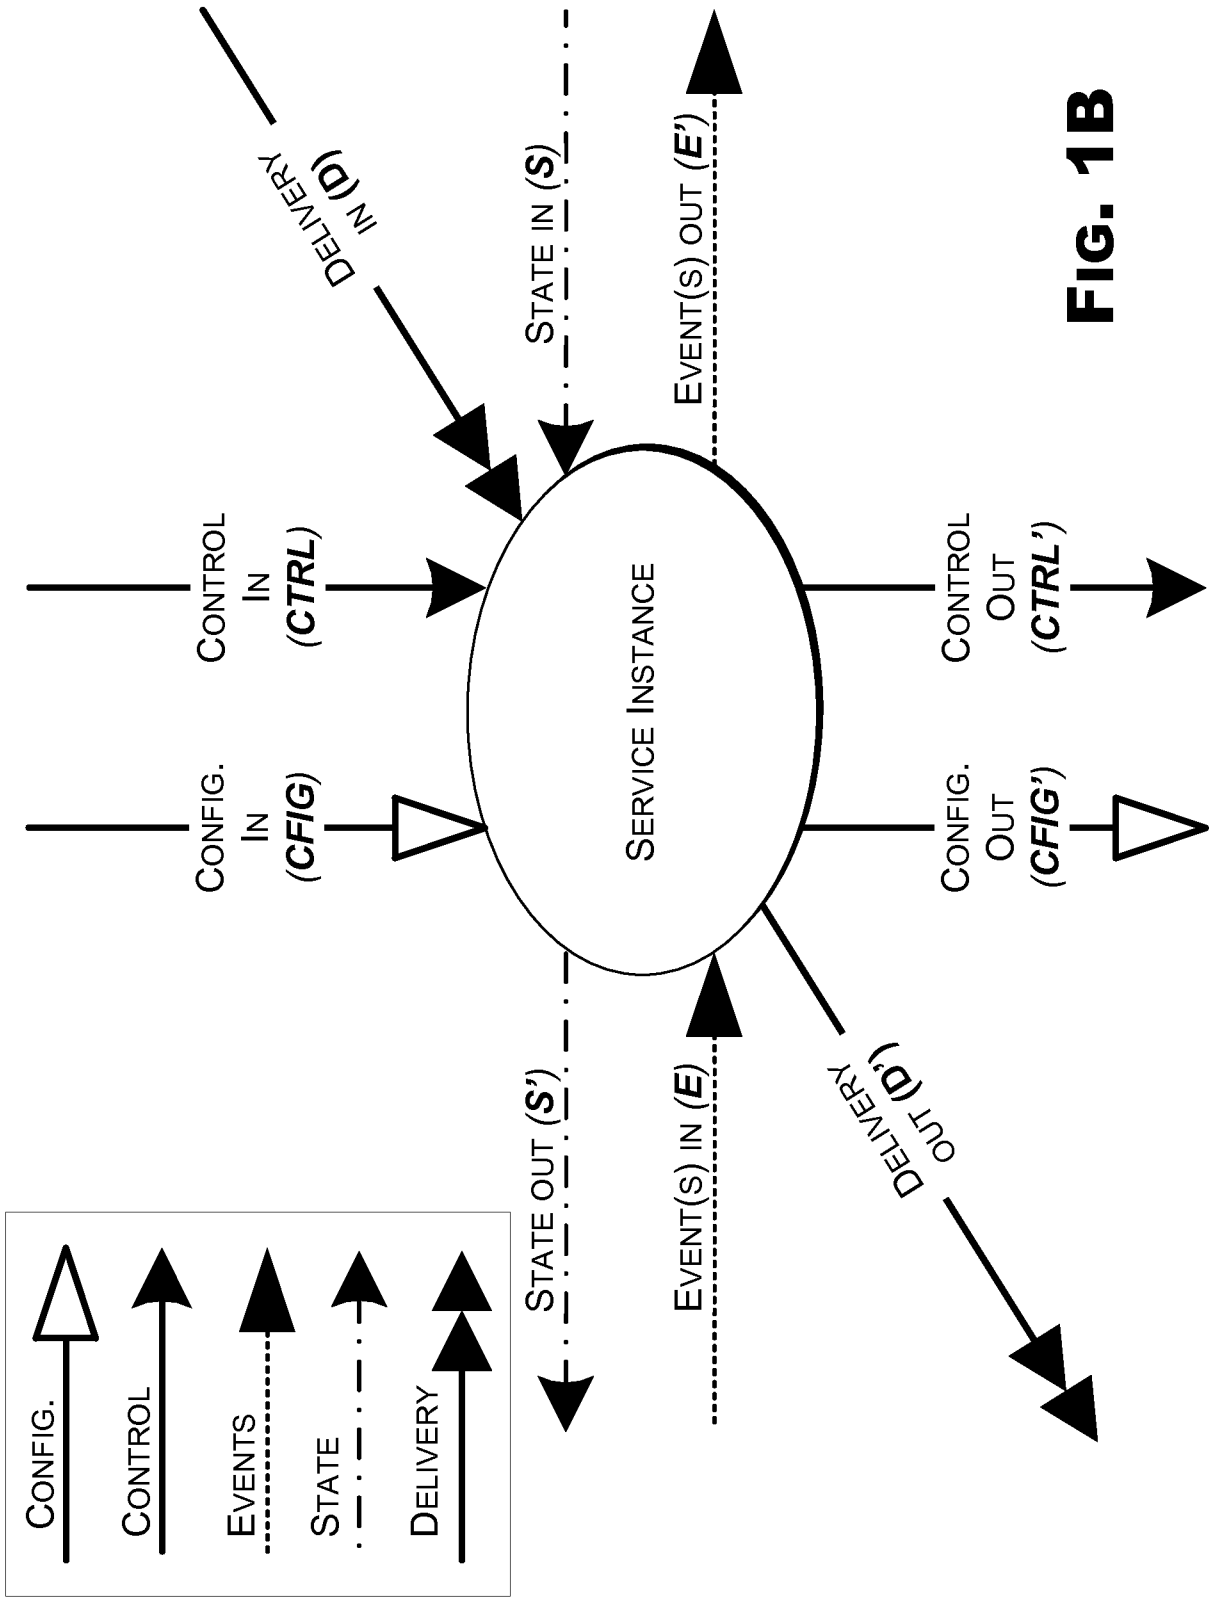 CONFIG.
CONTROL
EVENTS
STATE
DELIVERY
CONFIG.
IN
(CFIG)
CONTROL
IN
(CTRL)
DELIVERY
IN (D)
STATE OUT (S’)
STATE IN (S)
SERVICE INSTANCE
EVENT(S) IN (E)
EVENT(S) OUT (E’)
DELIVERY
OUT (D’)
CONFIG.
OUT
(CFIG’)
CONTROL
OUT
(CTRL’)
FIG. 1B